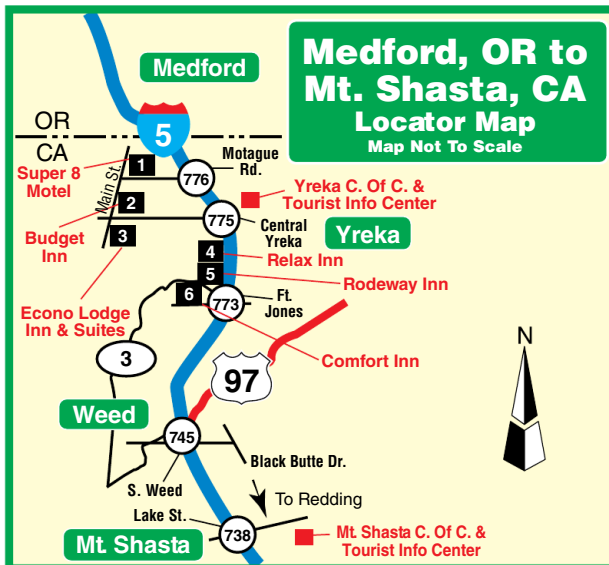 Medford, OR to
Mt. Shasta, CA
Locator Map
Map Not To Scale
Medford
OR
CA
5
Super 8
Motel
1
Main St.
Motague
Rd.
776
Yreka C. Of C. &
Tourist Info Center
2
775
Central
Yreka
Yreka
Budget
Inn
3
4
Relax Inn
5
Rodeway Inn
6
773
Ft.
Jones
Econo Lodge
Inn & Suites
N
3
Comfort Inn
97
Weed
745
Black Butte Dr.
S. Weed
To Redding
Lake St.
738
Mt. Shasta
Mt. Shasta C. Of C. &
Tourist Info Center